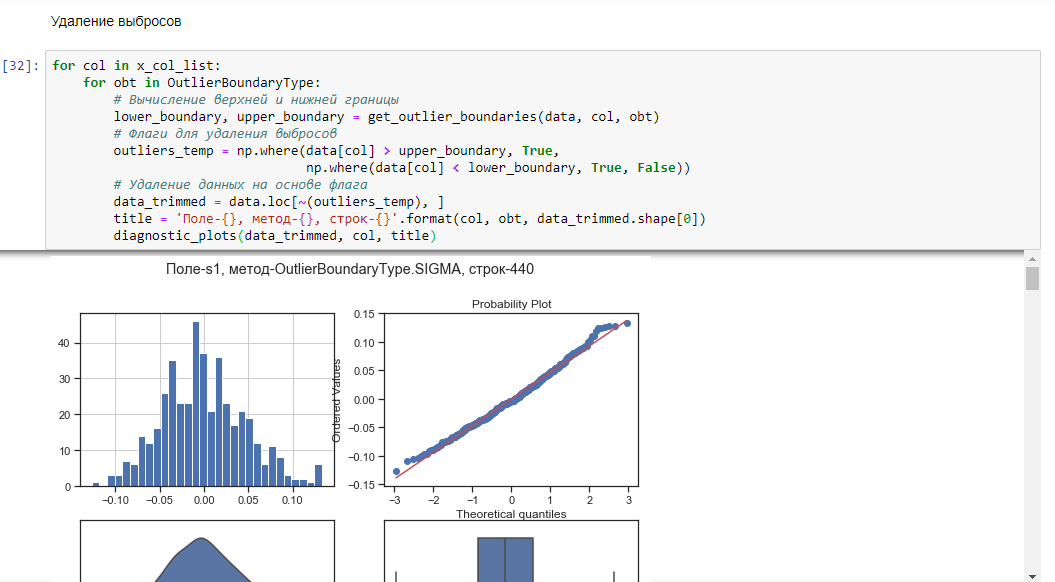 Удаление выбросов
[32]: for col in x_col_list:
for obt in OutlierBoundaryType:
# Вычисление верхней и нижней границы
lower_boundary, upper_boundary = get_outlier_boundaries(data, col, obt)
# Флаги для удаления выбросов
outliers_temp = np.where(data[col] > upper_boundary, True,
np.where(data[col] < lower_boundary, True, False))
# Удаление данных на основе флага
data_trimmed = data.loc[~(outliers_temp), ]
title = 'Поле-{}, метод-{}, строк-{}'.format(col, obt, data_trimmed.shape[0])
diagnostic_plots(data_trimmed, col, title)
Поле-s1, метод-OutlierBoundaryType.SIGMA, строк-440
40
30
20
10
0
−0.10 −0.05 0.00 0.05 0.10
Probability Plot
Ordered Values
0.15
0.10
0.05
0.00
−0.05
−0.10
−0.15
−3 −2 −1 0 1 2 3
Theoretical quantiles